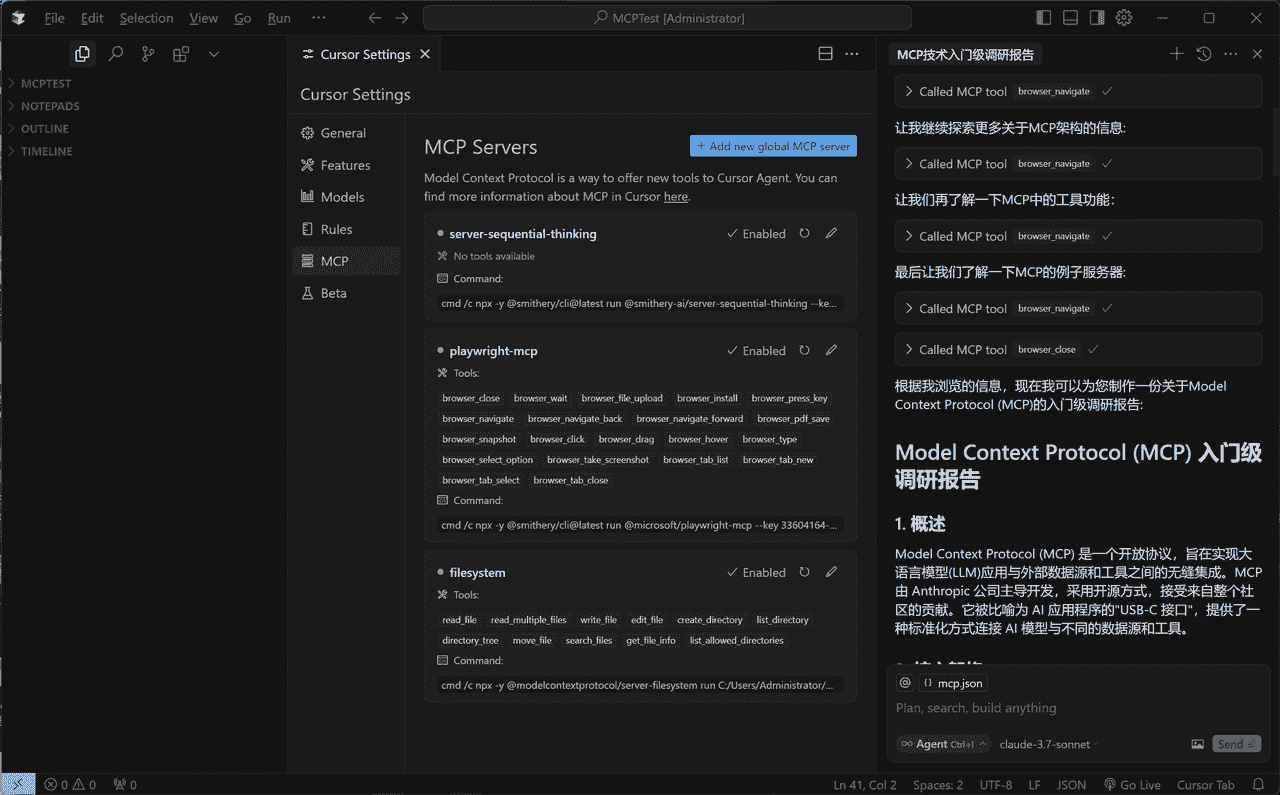 File Edit Selection View Go Run ··· MCPTest [Administrator]
MCPTEST
NOTEPADS
OUTLINE
TIMELINE
Cursor Settings
Cursor Settings
General
Features
Models
Rules
MCP
Beta
MCP Servers
+ Add new global MCP server
Model Context Protocol is a way to offer new tools to Cursor Agent. You can
find more information about MCP in Cursor here.
server-sequential-thinking Enabled
No tools available
Command:
cmd /c npx -y @smithery/cli@latest run @smithery-ai/server-sequential-thinking --ke...
playwright-mcp Enabled
Tools:
browser_close browser_wait browser_file_upload browser_install browser_press_key
browser_navigate browser_navigate_back browser_navigate_forward browser_pdf_save
browser_snapshot browser_click browser_drag browser_hover browser_type
browser_select_option browser_take_screenshot browser_tab_list browser_tab_new
browser_tab_select browser_tab_close
Command:
cmd /c npx -y @smithery/cli@latest run @microsoft/playwright-mcp --key 33604164-...
filesystem Enabled
Tools:
read_file read_multiple_files write_file edit_file create_directory list_directory
directory_tree move_file search_files get_file_info list_allowed_directories
Command:
cmd /c npx -y @modelcontextprotocol/server-filesystem run C:/Users/Administrator/...
MCP技术入门级调研报告
Called MCP tool browser_navigate
让我继续探索更多关于MCP架构的信息:
Called MCP tool browser_navigate
让我们再了解一下MCP中的工具功能:
Called MCP tool browser_navigate
最后让我们了解一下MCP的例子服务器:
Called MCP tool browser_navigate
Called MCP tool browser_close
根据我浏览的信息，现在我可以为您制作一份关于Model
Context Protocol (MCP)的入门级调研报告:
Model Context Protocol (MCP) 入门级
调研报告
1. 概述
Model Context Protocol (MCP) 是一个开放协议，旨在实现大
语言模型(LLM)应用与外部数据源和工具之间的无缝集成。MCP
由 Anthropic 公司主导开发，采用开源方式，接受来自整个社
区的贡献。它被比喻为 AI 应用程序的"USB-C 接口"，提供了一
种标准化方式连接 AI 模型与不同的数据源和工具。
@ {} mcp.json
Plan, search, build anything
Agent Ctrl+I claude-3.7-sonnet Send
0 0 0 Ln 41, Col 2 Spaces: 2 UTF-8 LF JSON Go Live Cursor Tab